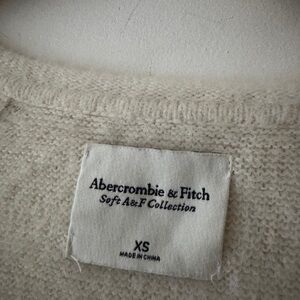 Abercrombie & Fitch
Soft A&F Collection
XS
MADE IN CHINA